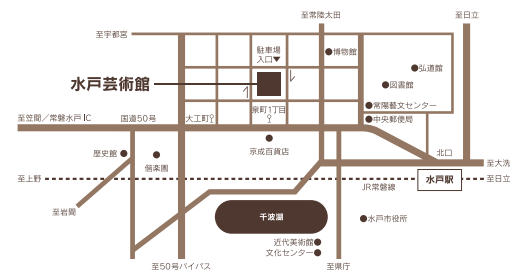 至常陸太田
至日立
至宇都宮
駐車場
入口▼
博物館
弘道館
図書館
水戸芸術館
泉町1丁目
常陽藝文センター
至笠間／常磐水戸IC
国道50号
大工町
中央郵便局
京成百貨店
北口
歴史館
偕楽園
至大洗
至上野
水戸駅
至日立
JR常磐線
至岩間
千波湖
水戸市役所
近代美術館
文化センター
至50号バイパス
至県庁